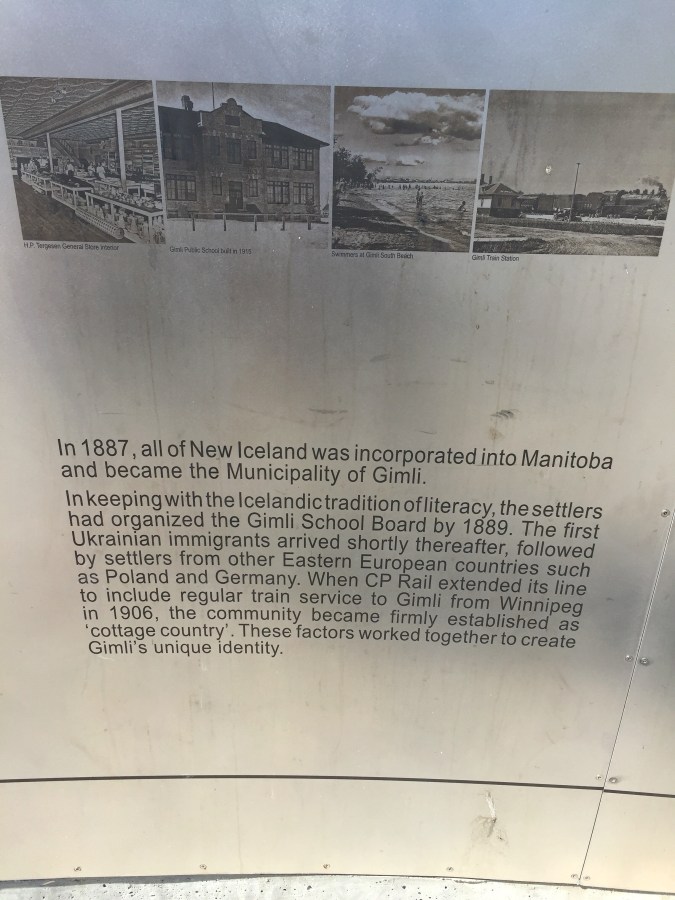 H.P. Tergesen General Store interior
Gimli Public School built in 1915
Swimmers at Gimli South Beach
Gimli Train Station
In 1887, all of New Iceland was incorporated into Manitoba
and became the Municipality of Gimli.
In keeping with the Icelandic tradition of literacy, the settlers
had organized the Gimli School Board by 1889. The first
Ukrainian immigrants arrived shortly thereafter, followed
by settlers from other Eastern European countries such
as Poland and Germany. When CP Rail extended its line
to include regular train service to Gimli from Winnipeg
in 1906, the community became firmly established as
‘cottage country’. These factors worked together to create
Gimli’s unique identity.